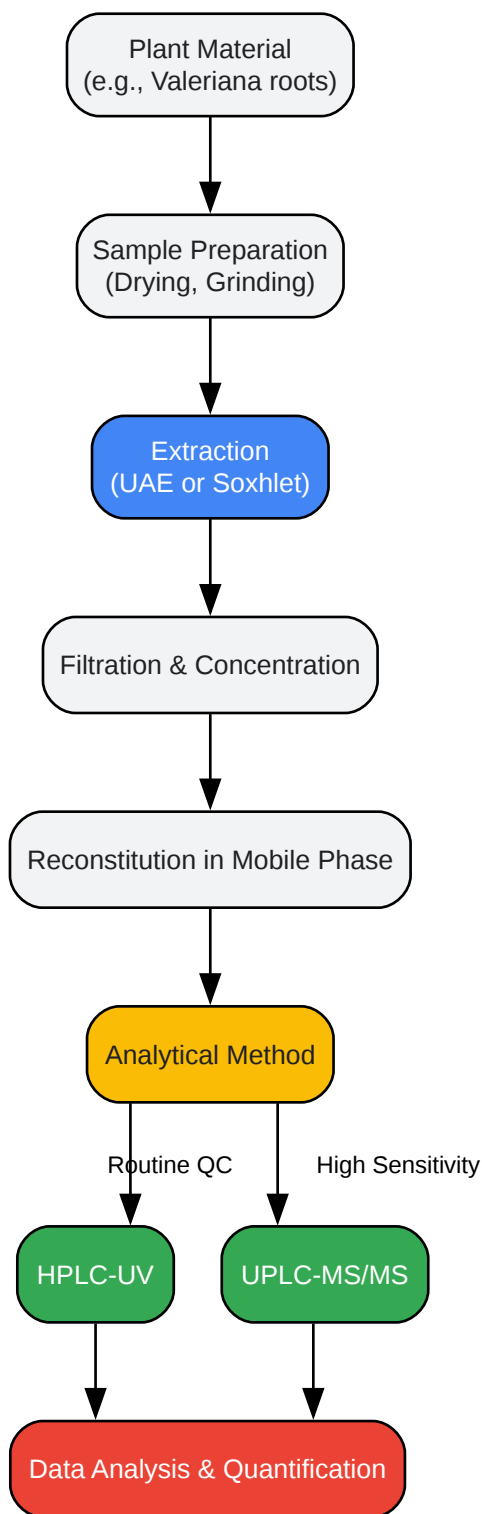 Plant Material
(e.g., Valeriana roots)
Sample Preparation
(Drying, Grinding)
Extraction
(UAE or Soxhlet)
Filtration & Concentration
Reconstitution in Mobile Phase
Analytical Method
Routine QC
High Sensitivity
HPLC-UV
UPLC-MS/MS
Data Analysis & Quantification